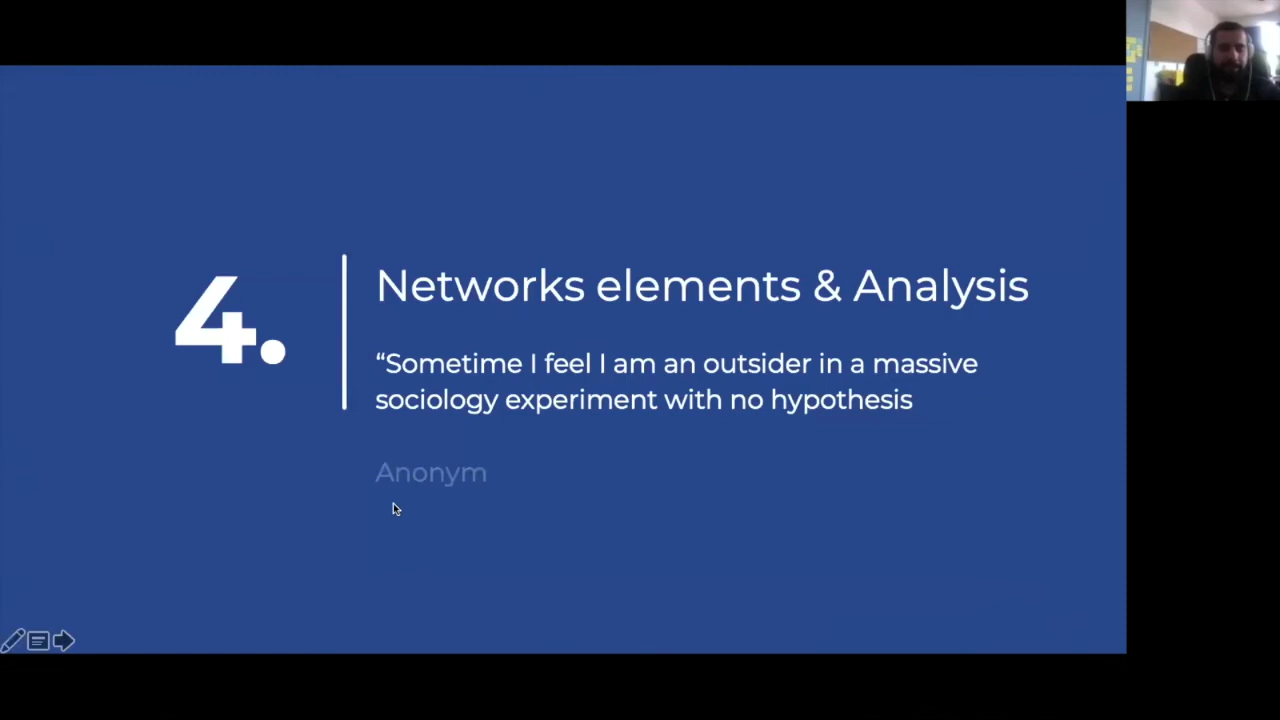 4.
Networks elements & Analysis
“Sometime I feel I am an outsider in a massive
sociology experiment with no hypothesis
Anonym